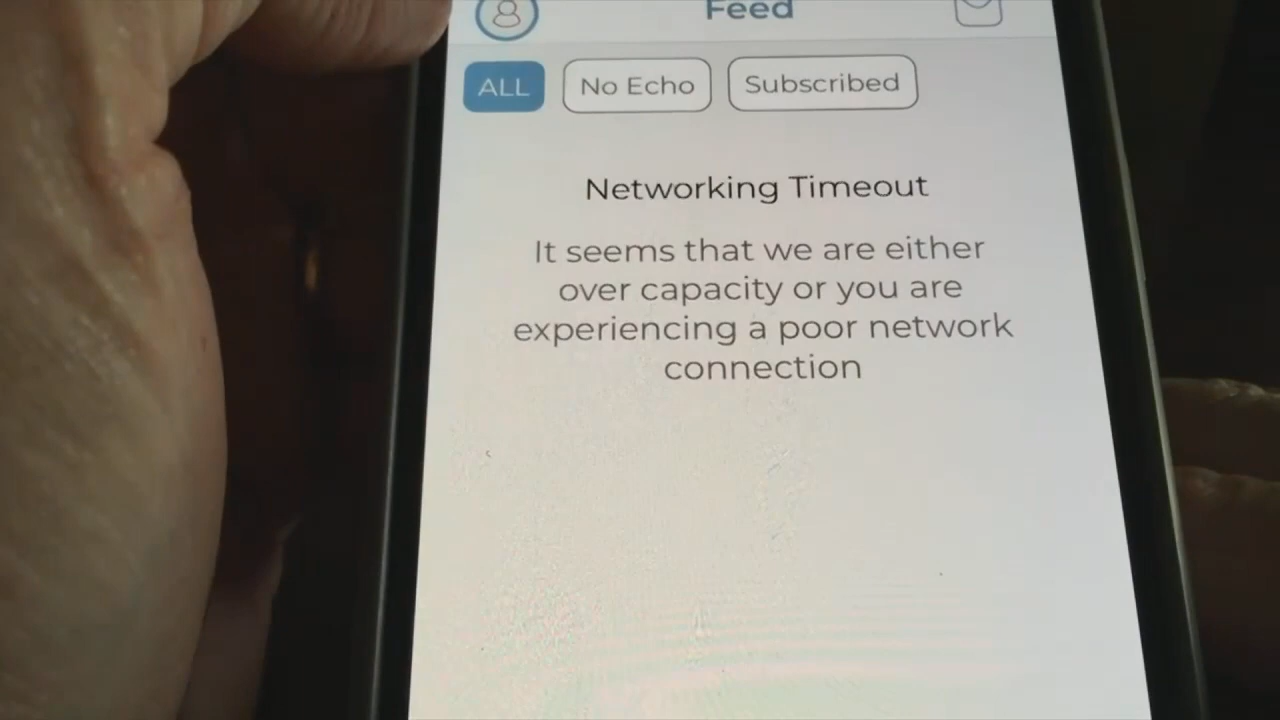 Feed
ALL No Echo Subscribed
Networking Timeout
It seems that we are either
over capacity or you are
experiencing a poor network
connection